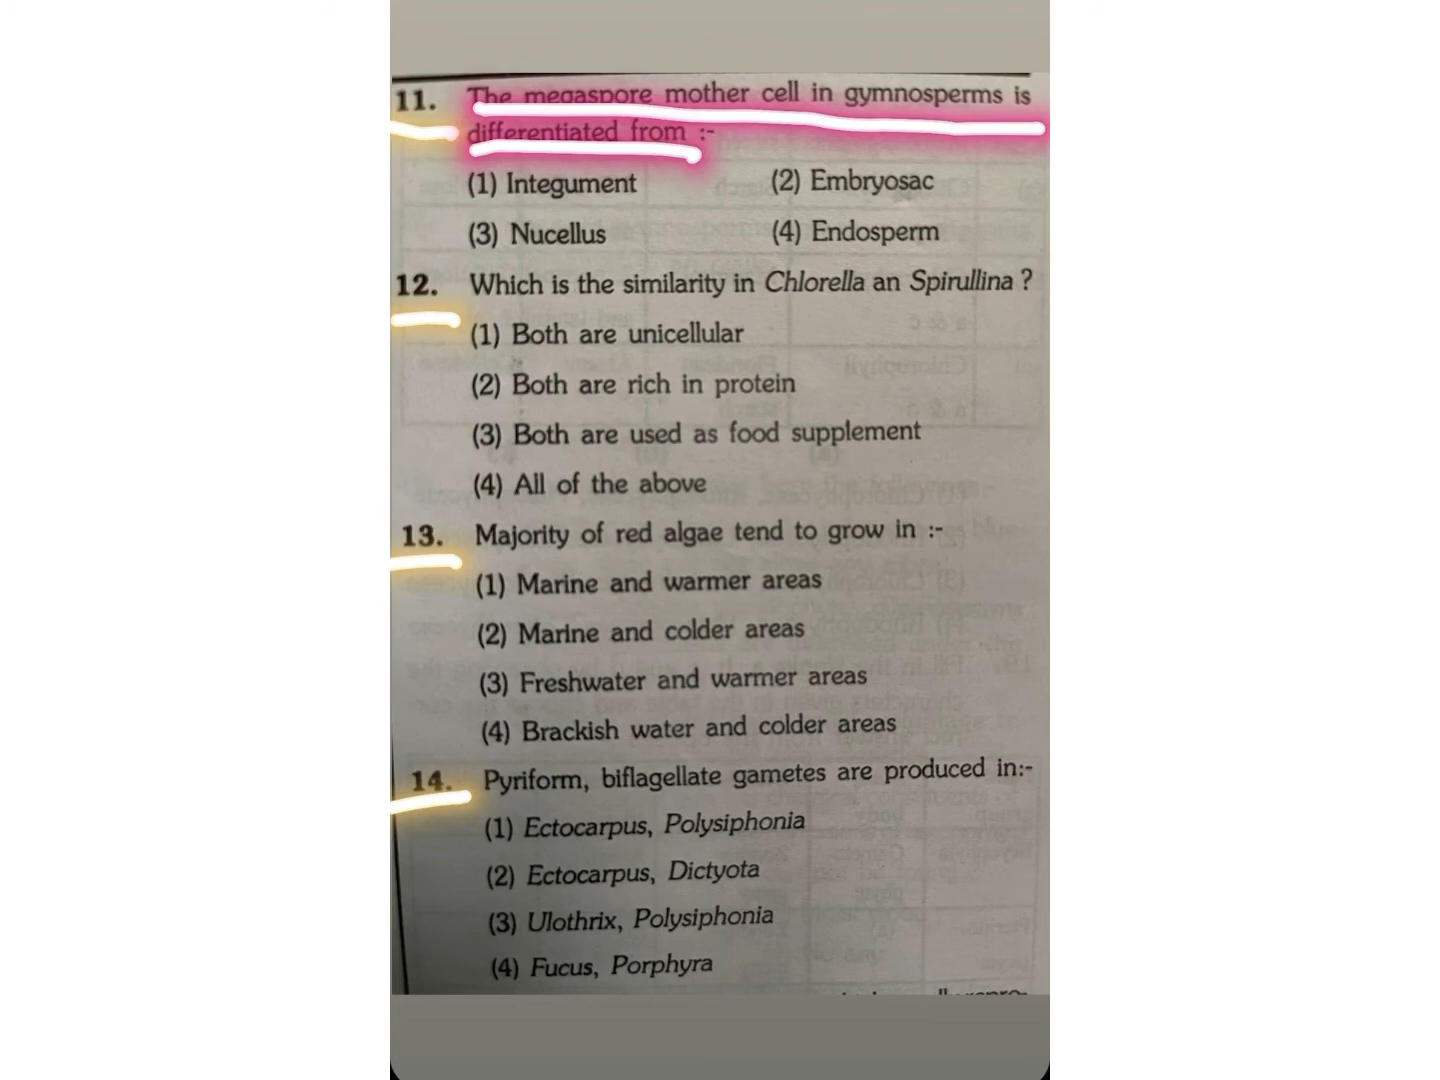 11. The megaspore mother cell in gymnosperms is
differentiated from :-
(1) Integument (2) Embryosac
(3) Nucellus (4) Endosperm
12. Which is the similarity in Chlorella an Spirullina ?
(1) Both are unicellular
(2) Both are rich in protein
(3) Both are used as food supplement
(4) All of the above
13. Majority of red algae tend to grow in :-
(1) Marine and warmer areas
(2) Marine and colder areas
(3) Freshwater and warmer areas
(4) Brackish water and colder areas
14. Pyriform, biflagellate gametes are produced in:-
(1) Ectocarpus, Polysiphonia
(2) Ectocarpus, Dictyota
(3) Ulothrix, Polysiphonia
(4) Fucus, Porphyra